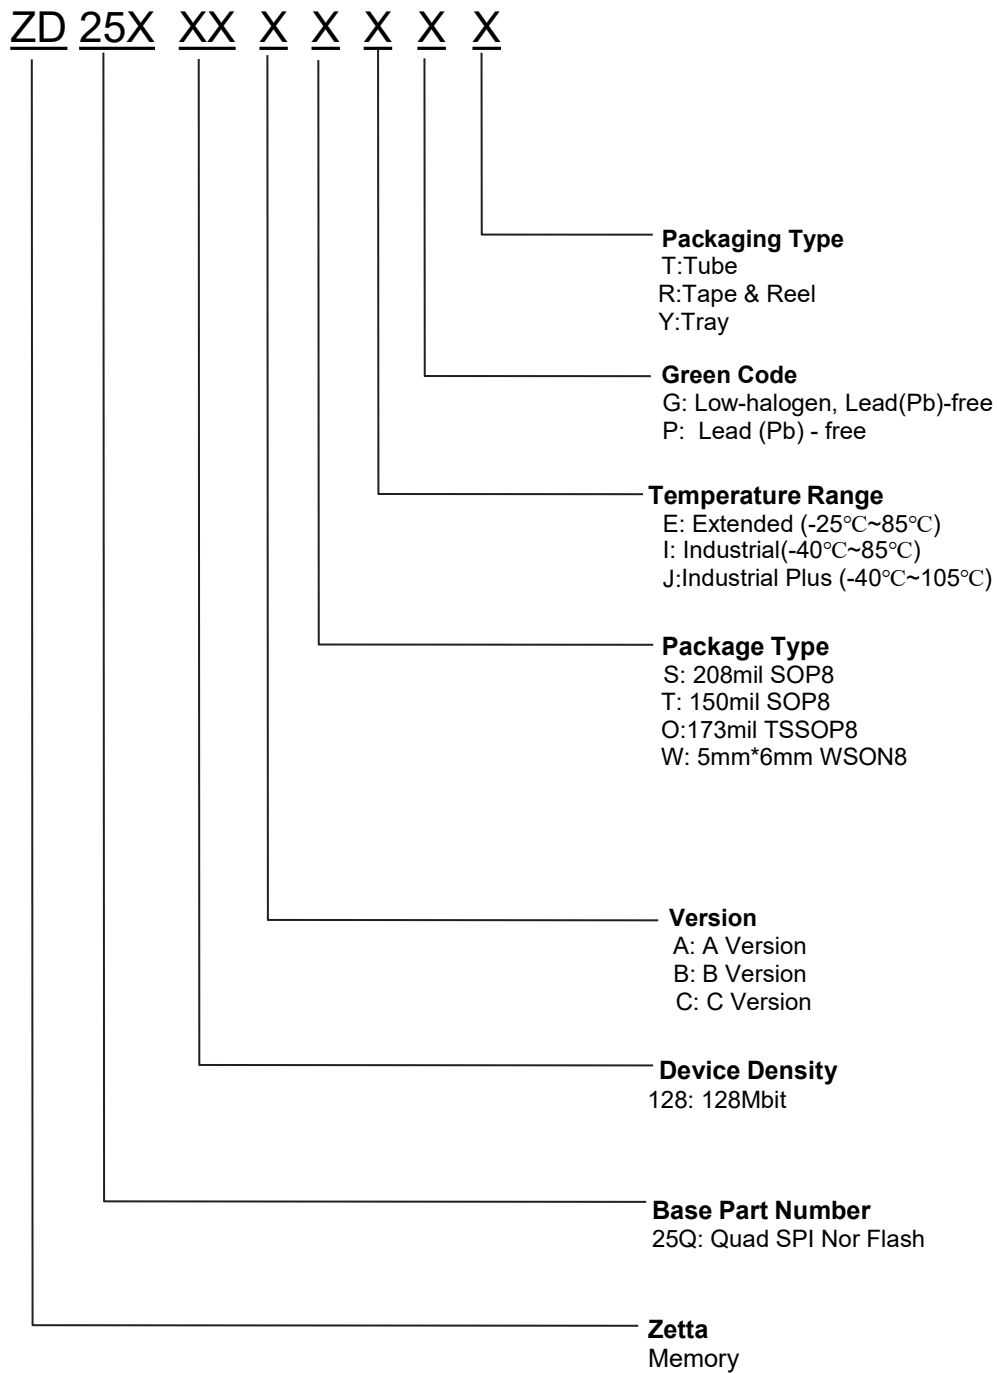 ZD 25X XX X X X X X
Packaging Type
T:Tube
R:Tape & Reel
Y:Tray
Green Code
G: Low-halogen, Lead(Pb)-free
P: Lead (Pb) - free
Temperature Range
E: Extended (-25℃~85℃)
I: Industrial(-40℃~85℃)
J:Industrial Plus (-40℃~105℃)
Package Type
S: 208mil SOP8
T: 150mil SOP8
O:173mil TSSOP8
W: 5mm*6mm WSON8
Version
A: A Version
B: B Version
C: C Version
Device Density
128: 128Mbit
Base Part Number
25Q: Quad SPI Nor Flash
Zetta
Memory